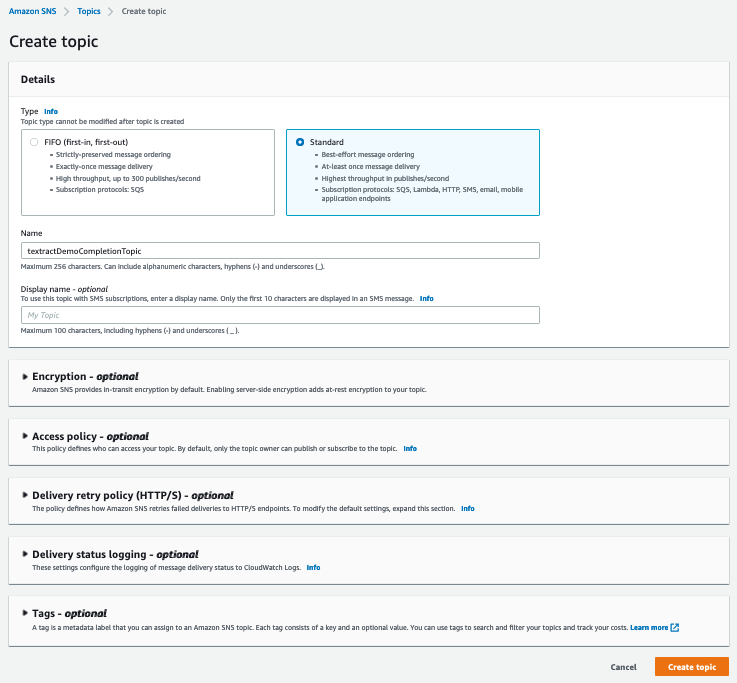 Amazon SNS > Topics > Create topic
Create topic
Details
Type Info
Topic type cannot be modified after topic is created
FIFO (first-in, first-out)
Strictly-preserved message ordering
Exactly-once message delivery
High throughput, up to 300 publishes/second
Subscription protocols: SQS
Standard
Best-effort message ordering
At-least once message delivery
Highest throughput in publishes/second
Subscription protocols: SQS, Lambda, HTTP, SMS, email, mobile
application endpoints
Name
textractDemoCompletionTopic
Maximum 256 characters. Can include alphanumeric characters, hyphens (-) and underscores (_).
Display name - optional
To use this topic with SMS subscriptions, enter a display name. Only the first 10 characters are displayed in an SMS message. Info
My Topic
Maximum 100 characters, including hyphens (-) and underscores ( _ ).
Encryption - optional
Amazon SNS provides in-transit encryption by default. Enabling server-side encryption adds at-rest encryption to your topic.
Access policy - optional
This policy defines who can access your topic. By default, only the topic owner can publish or subscribe to the topic. Info
Delivery retry policy (HTTP/S) - optional
The policy defines how Amazon SNS retries failed deliveries to HTTP/S endpoints. To modify the default settings, expand this section. Info
Delivery status logging - optional
These settings configure the logging of message delivery status to CloudWatch Logs. Info
Tags - optional
A tag is a metadata label that you can assign to an Amazon SNS topic. Each tag consists of a key and an optional value. You can use tags to search and filter your topics and track your costs. Learn more
Cancel Create topic